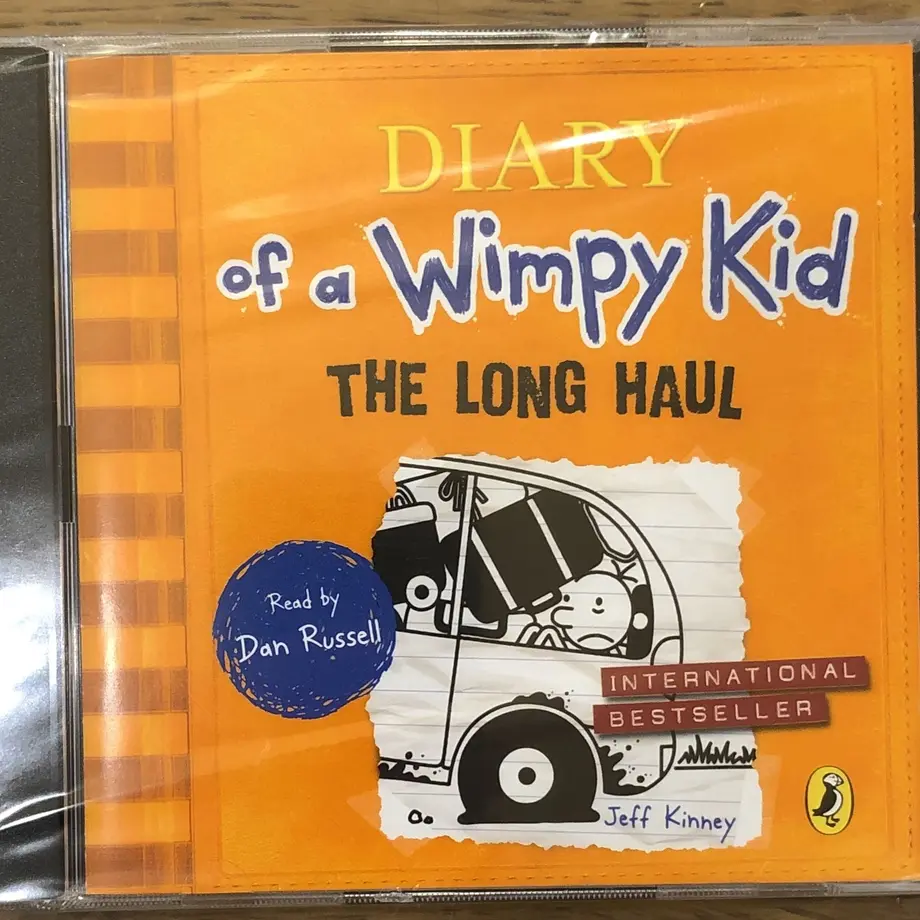 DIARY
of a Wimpy Kid
THE LONG HAUL
Read by
Dan Russell
INTERNATIONAL
BESTSELLER
Jeff Kinney